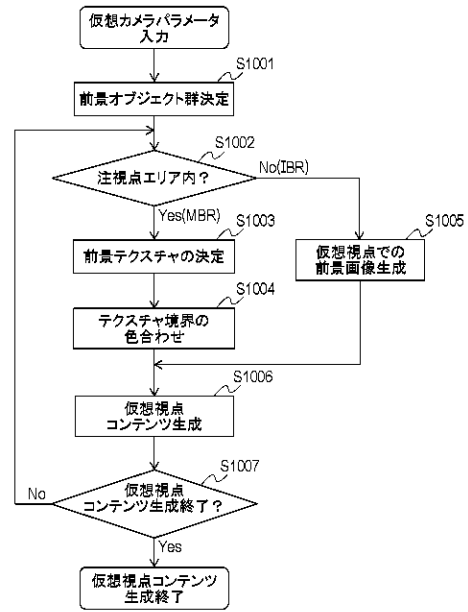 仮想カメラパラメータ
入力
S1001
前景オブジェクト群決定
S1002
注視点エリア内?
No(IBR)
Yes(MBR)
S1003
S1005
前景テクスチャの決定
仮想視点での
前景画像生成
S1004
テクスチャ境界の
色合わせ
S1006
仮想視点
コンテンツ生成
S1007
No
仮想視点
コンテンツ生成終了?
Yes
仮想視点コンテンツ
生成終了